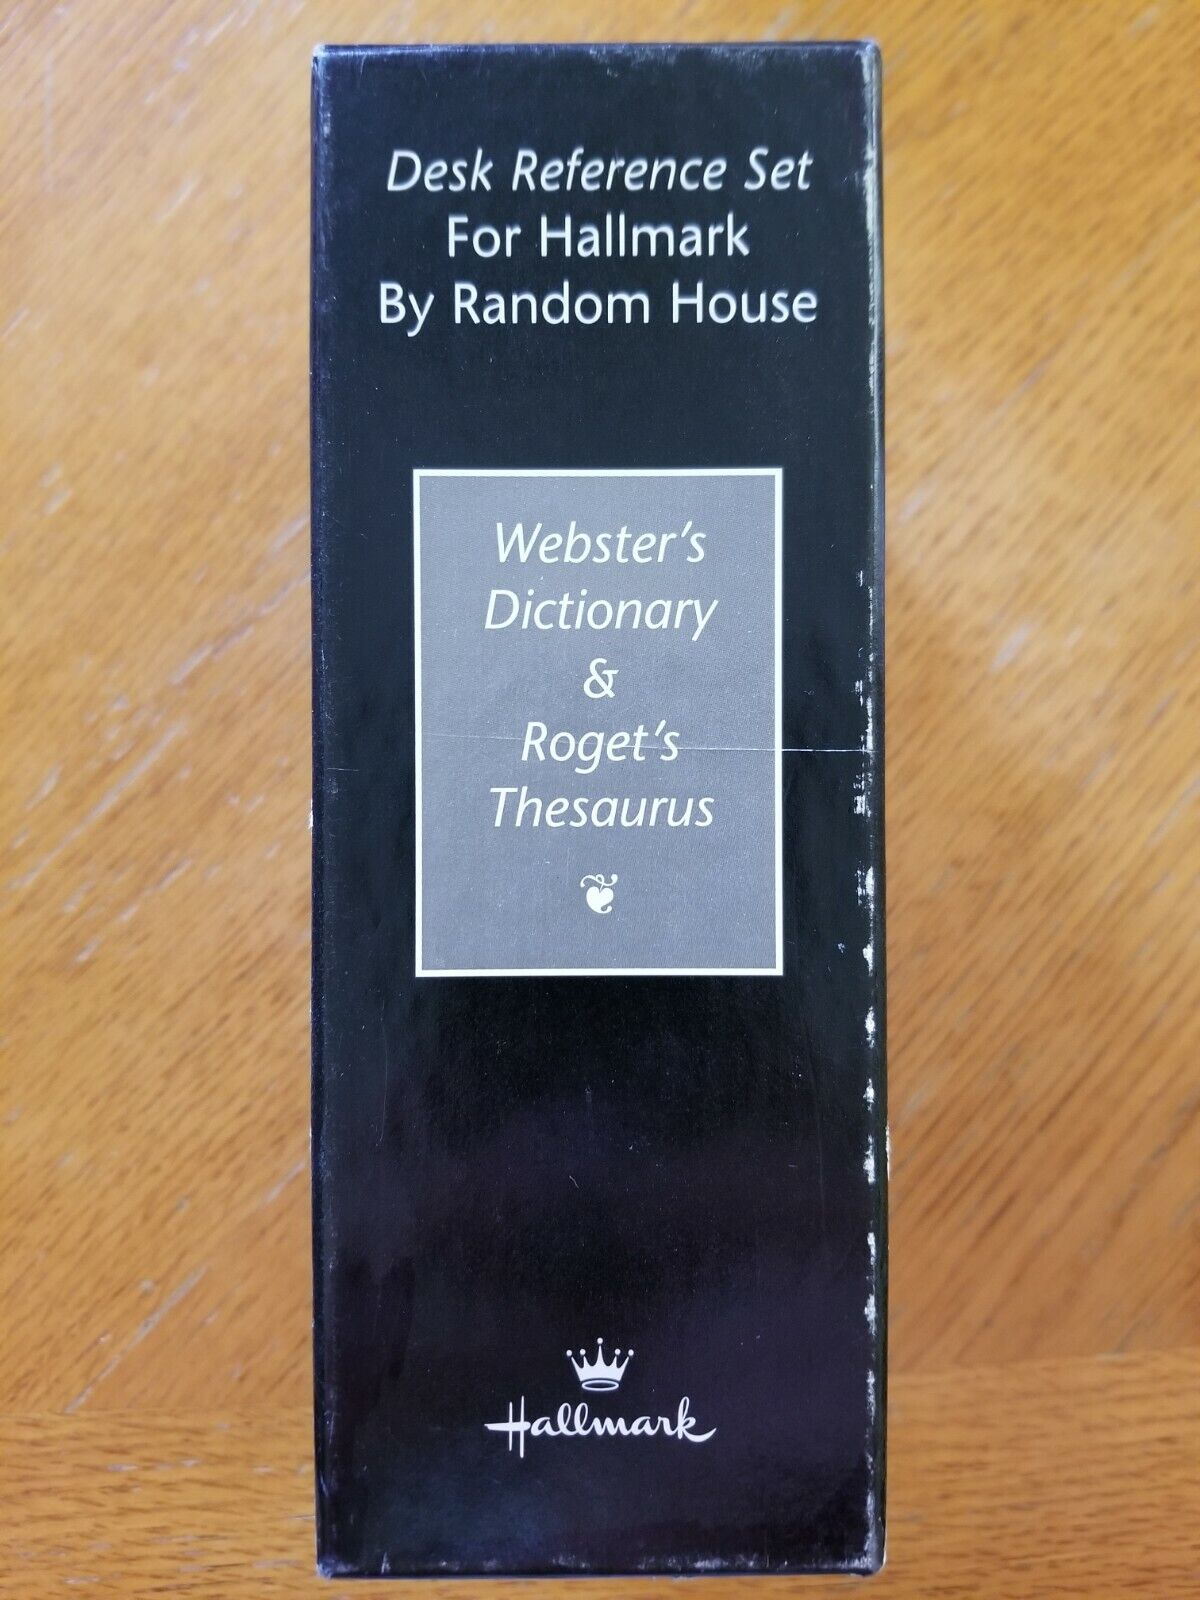 Desk Reference Set
For Hallmark
By Random House
Webster's
Dictionary
&
Roget's
Thesaurus
Hallmark